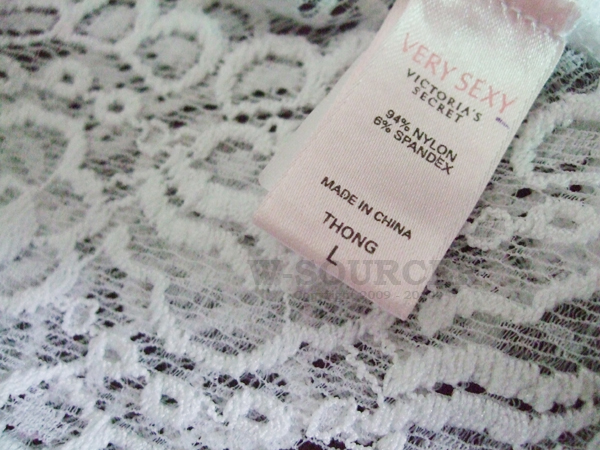 VERY SEXY
VICTORIA'S
SECRET
94% NYLON
6% SPANDEX
MADE IN CHINA
THONG
L